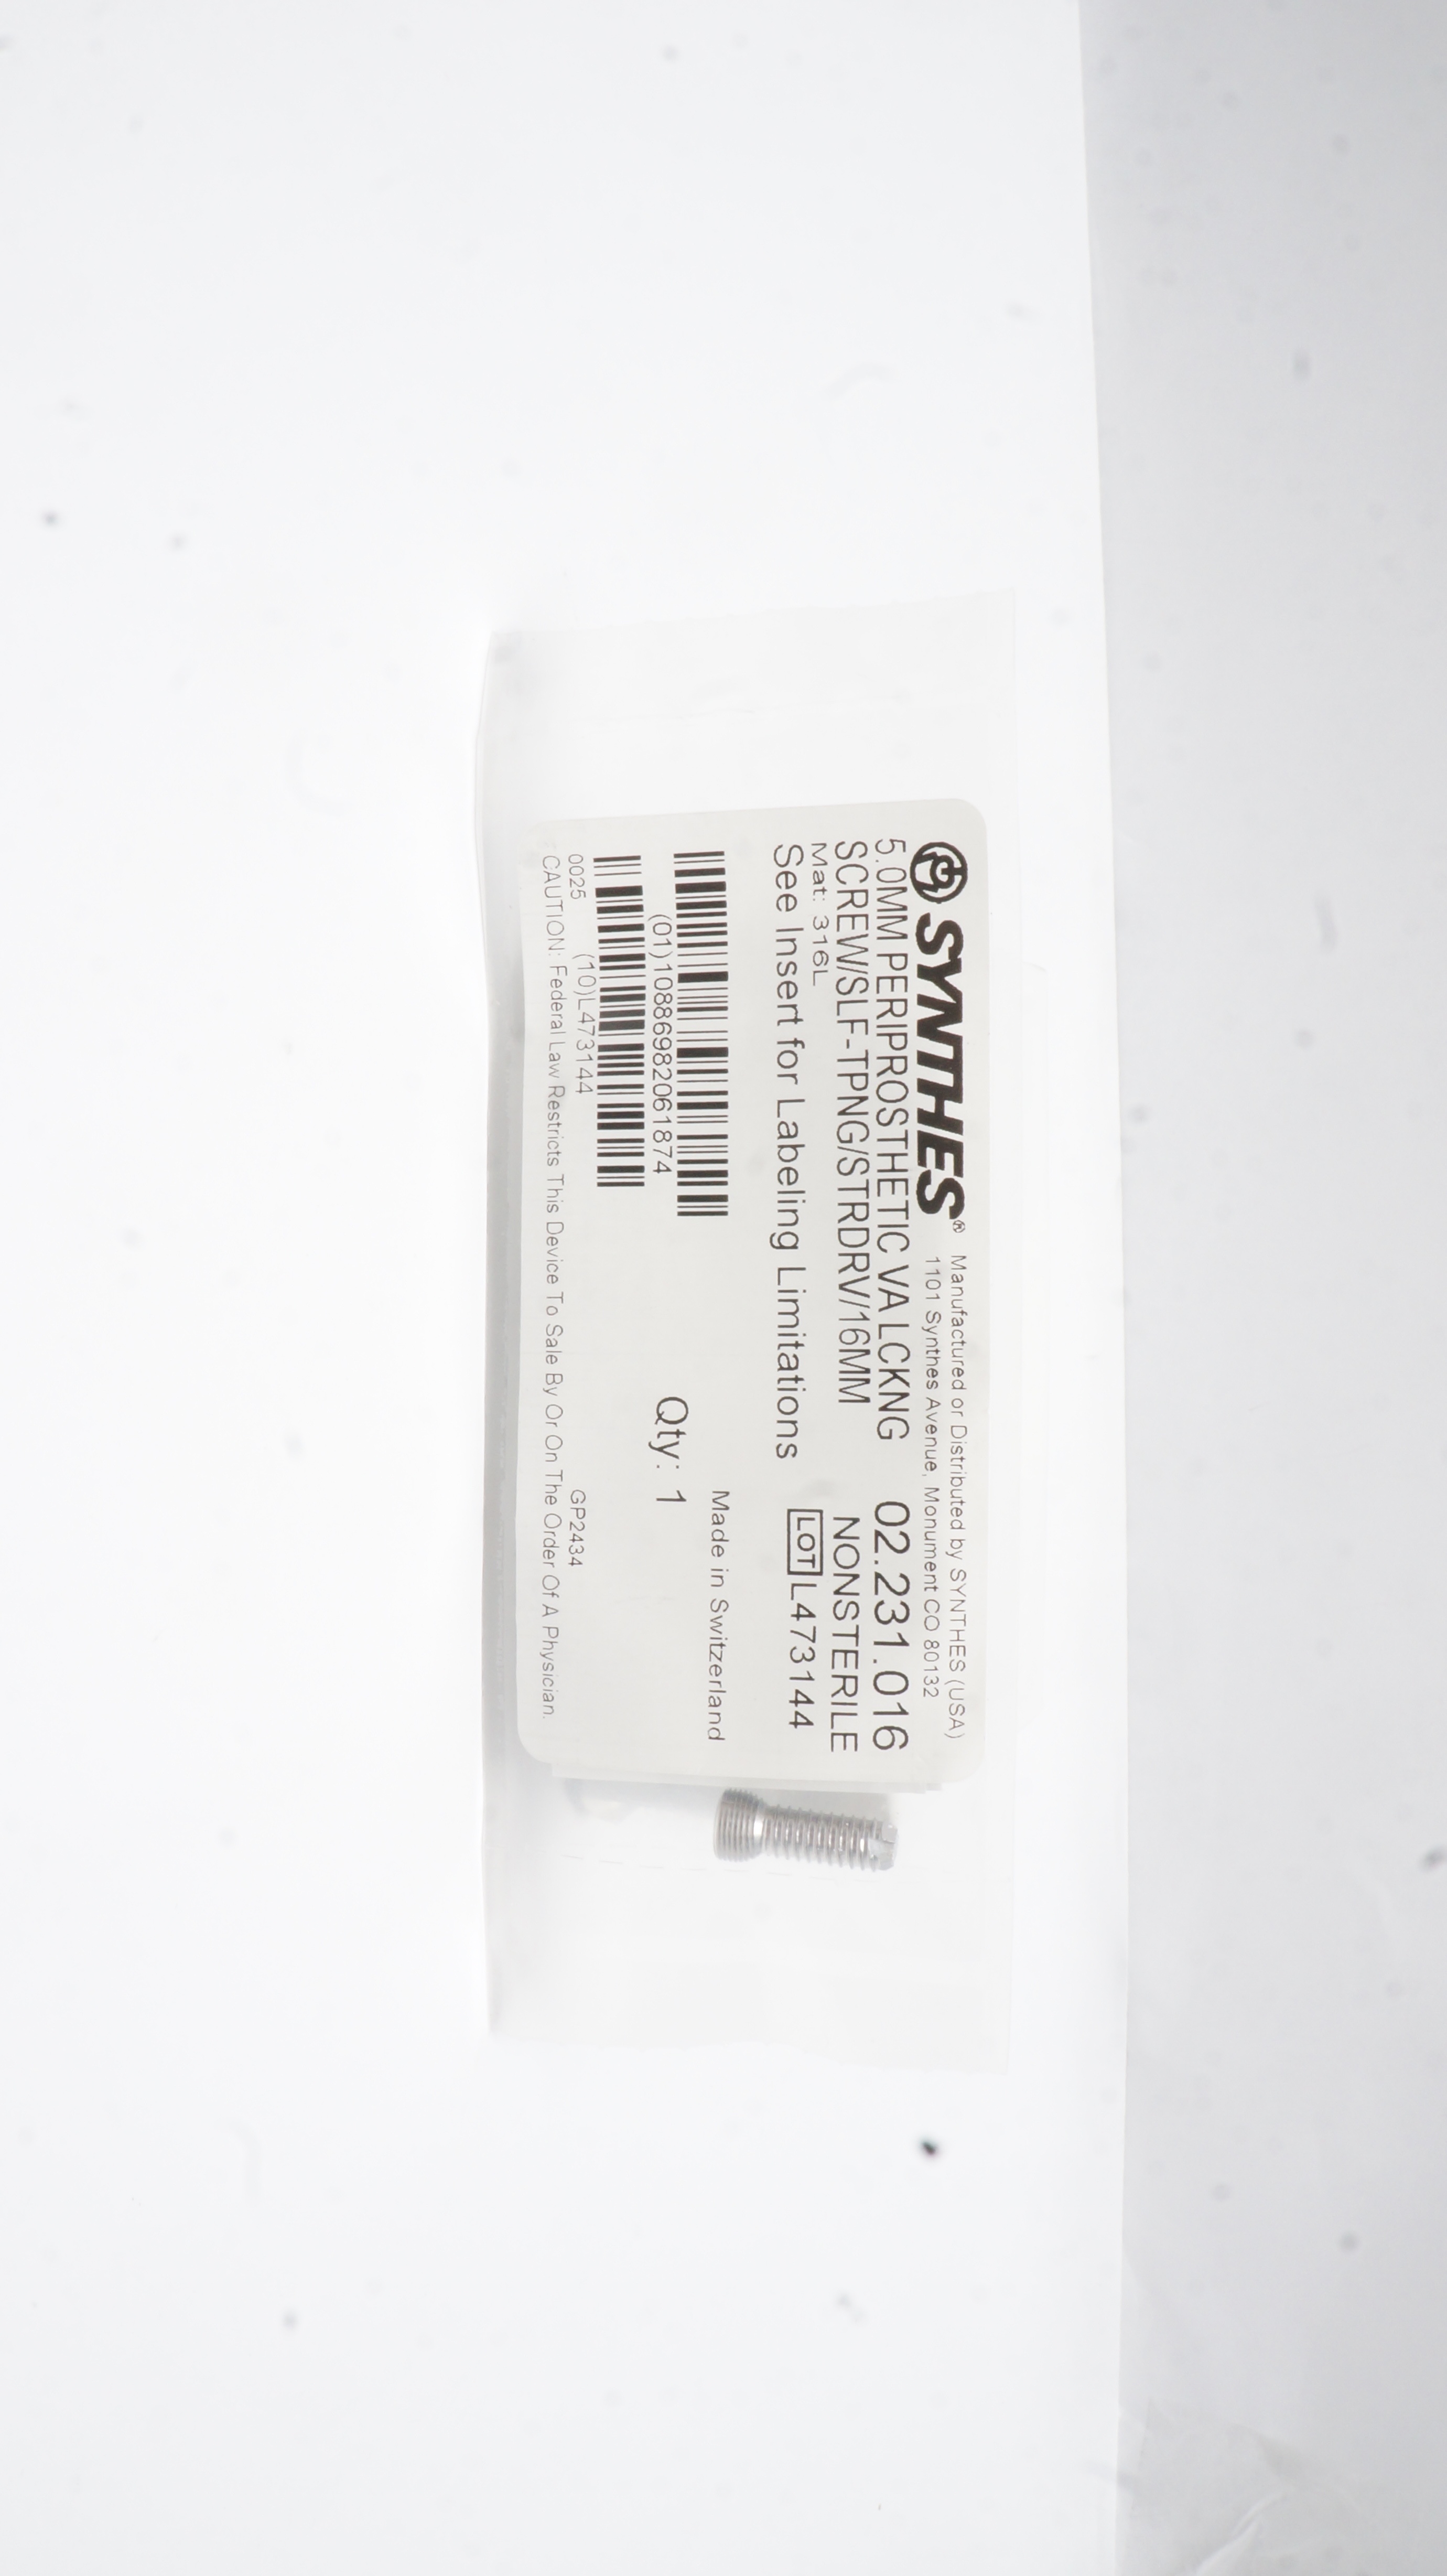 SYNTHES®
Manufactured or Distributed by SYNTHES (USA)
1101 Synthes Avenue, Monument CO 80132
5.0MM PERIPROSTHETIC VA LCKNG
SCREW/SLF-TPNG/STRDRV/16MM
02.231.016
NONSTERILE
Mat: 316L
See Insert for Labeling Limitations
LOT L473144
Made in Switzerland
(01)10886982061874
Qty: 1
(10)L473144
0025
GP2434
CAUTION: Federal Law Restricts This Device To Sale By Or On The Order Of A Physician.